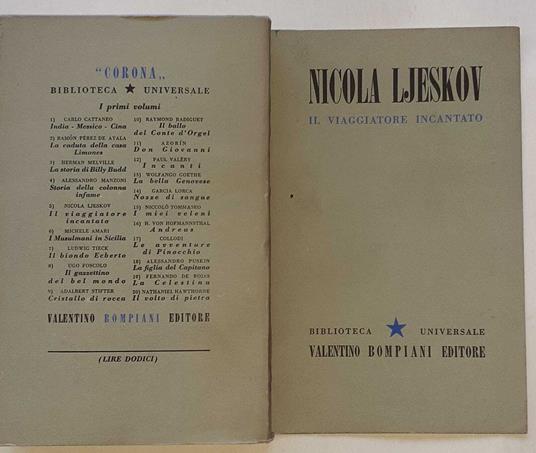 "CORONA„
BIBLIOTECA ★ UNIVERSALE
I primi volumi
1) CARLO CATTANEO
India - Messico - Cina
2) RAMÓN PÉREZ DE AYALA
La caduta della casa
Limones
3) HERMAN MELVILLE
La storia di Billy Budd
4) ALESSANDRO MANZONI
Storia della colonna
infame
5) NICOLA LJESKOV
Il viaggiatore
incantato
6) MICHELE AMARI
I Musulmani in Sicilia
7) LUDWIG TIECK
Il biondo Ecberto
8) UGO FOSCOLO
Il gazzettino
del bel mondo
9) ADALBERT STIFTER
Cristallo di rocca
10) RAYMOND RADIGUET
Il ballo
del Conte d'Orgel
11) AZORÍN
Don Giovanni
12) PAUL VALÉRY
Incanti
13) WOLFANGO GOETHE
La bella Genovese
14) GARCIA LORCA
Nozze di sangue
15) NICCOLÒ TOMMASEO
I miei veleni
16) H. VON HOFMANNSTHAL
Andreas
17) COLLODI
Le avventure
di Pinocchio
18) ALESSANDRO PUSKIN
La figlia del Capitano
19) FERNANDO DE ROJAS
La Celestina
20) NATHANIEL HAWTHORNE
Il volto di pietra
VALENTINO BOMPIANI EDITORE
(LIRE DODICI)
NICOLA LJESKOV
IL VIAGGIATORE INCANTATO
BIBLIOTECA ★ UNIVERSALE
VALENTINO BOMPIANI EDITORE